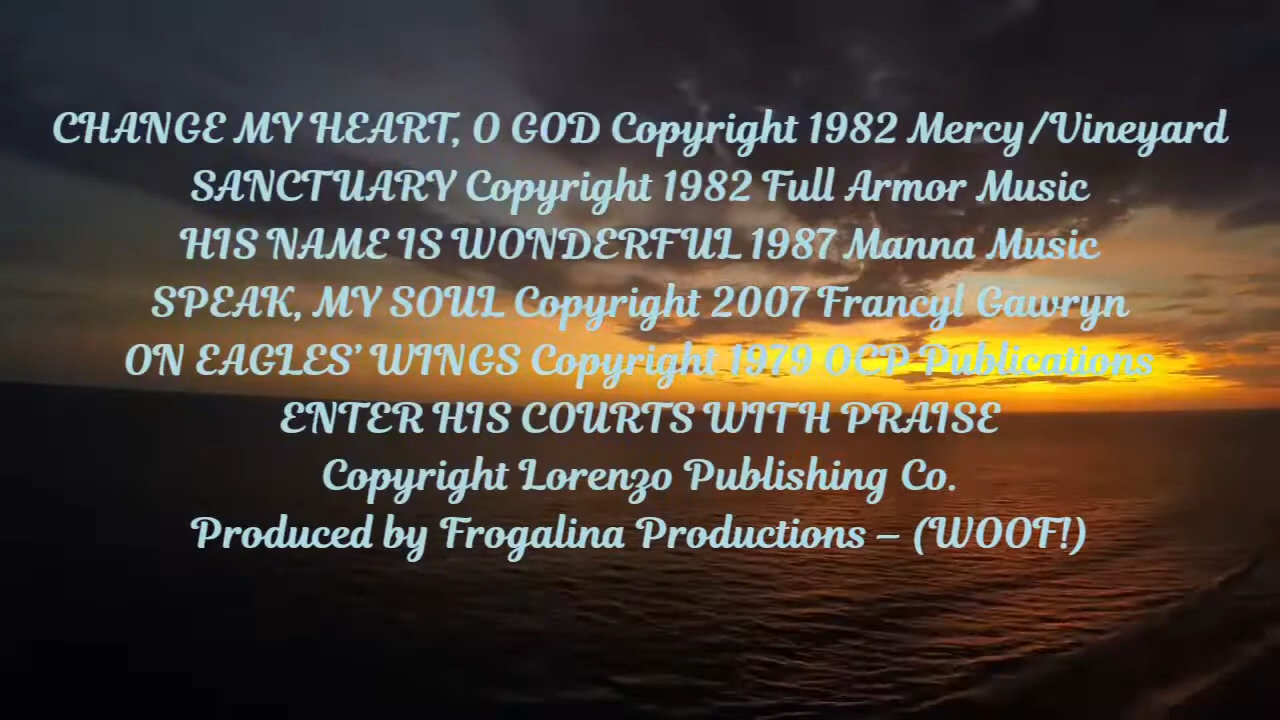 CHANGE MY HEART, O GOD Copyright 1982 Mercy/Vineyard
SANCTUARY Copyright 1982 Full Armor Music
HIS NAME IS WONDERFUL 1987 Manna Music
SPEAK, MY SOUL Copyright 2007 Francyl Gawryn
ON EAGLES’ WINGS Copyright 1979 OCP Publications
ENTER HIS COURTS WITH PRAISE
Copyright Lorenzo Publishing Co.
Produced by Frogalina Productions – (WOOF!)